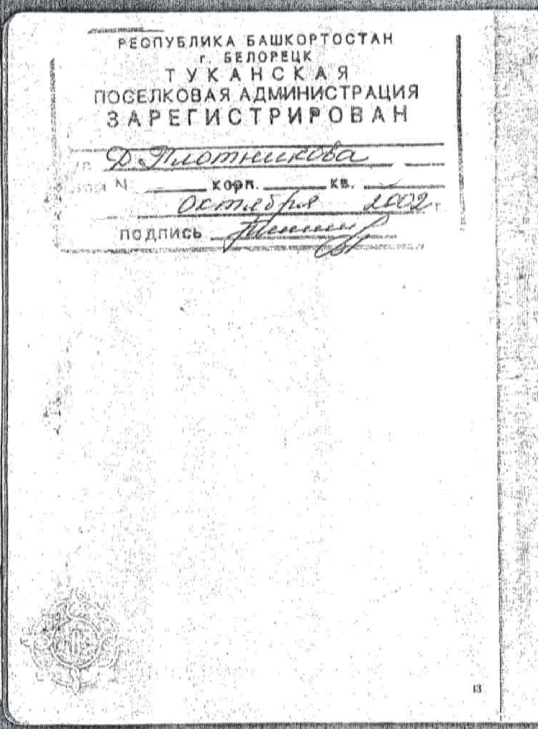 РЕСПУБЛИКА БАШКОРТОСТАН
г. БЕЛОРЕЦК
ТУКАНСКАЯ
ПОСЕЛКОВАЯ АДМИНИСТРАЦИЯ
ЗАРЕГИСТРИРОВАН
Д. Плотникова
N корп. кв.
октября 2002 г
ПОДПИСЬ
13